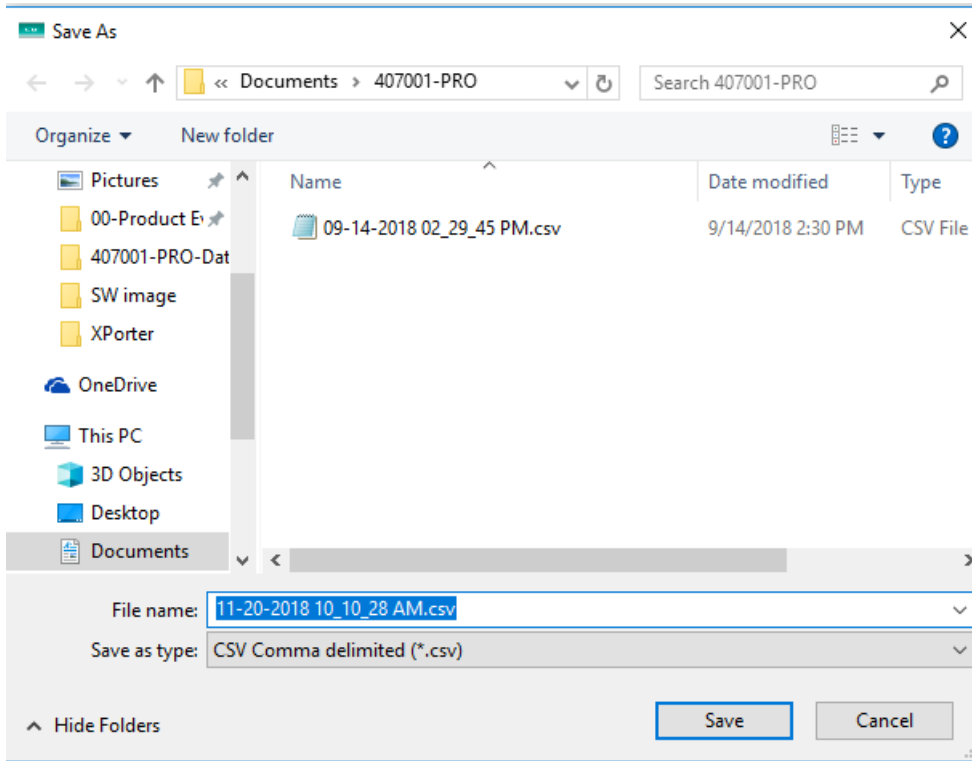 Save As
« Documents › 407001-PRO
Search 407001-PRO
Organize
New folder
Pictures
00-Product Ev
407001-PRO-Dat
SW image
XPorter
OneDrive
This PC
3D Objects
Desktop
Documents
Name Date modified Type
09-14-2018 02_29_45 PM.csv 9/14/2018 2:30 PM CSV File
File name: 11-20-2018 10_10_28 AM.csv
Save as type: CSV Comma delimited (*.csv)
Hide Folders
Save
Cancel